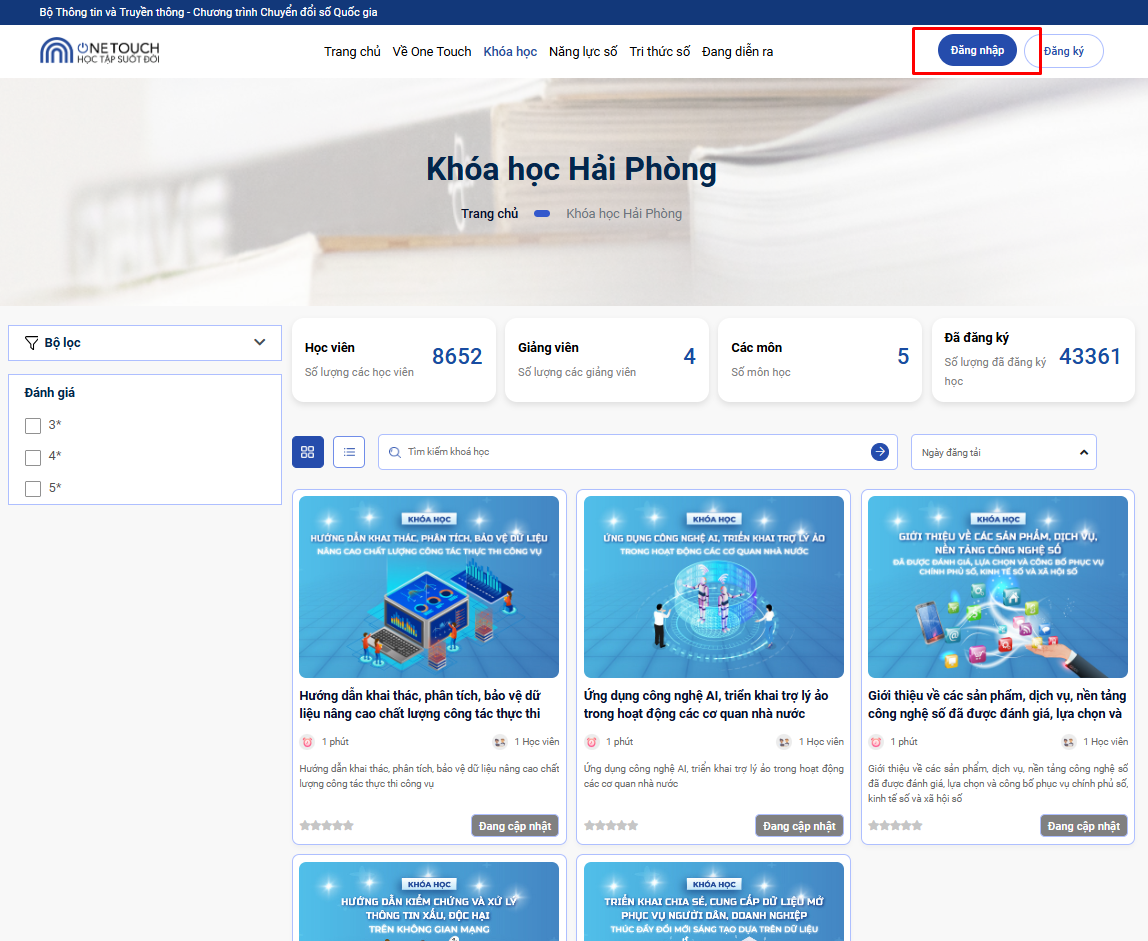 Bộ Thông tin và Truyền thông - Chương trình Chuyển đổi số Quốc gia
ONETOUCH
HỌC TẬP SUỐT ĐỜI
Trang chủ Về One Touch Khóa học Năng lực số Tri thức số Đang diễn ra
Đăng nhập
Đăng ký
Khóa học Hải Phòng
Trang chủ Khóa học Hải Phòng
Bộ lọc
Đánh giá
3*
4*
5*
Học viên
Số lượng các học viên
8652
Giảng viên
Số lượng các giảng viên
4
Các môn
Số môn học
5
Đã đăng ký
Số lượng đã đăng ký
học
43361
Tìm kiếm khoá học
Ngày đăng tải
KHÓA HỌC
HƯỚNG DẪN KHAI THÁC, PHÂN TÍCH, BẢO VỆ DỮ LIỆU
NÂNG CAO CHẤT LƯỢNG CÔNG TÁC THỰC THI CÔNG VỤ
Hướng dẫn khai thác, phân tích, bảo vệ dữ
liệu nâng cao chất lượng công tác thực thi
1 phút
1 Học viên
Hướng dẫn khai thác, phân tích, bảo vệ dữ liệu nâng cao chất
lượng công tác thực thi công vụ
Đang cập nhật
KHÓA HỌC
ỨNG DỤNG CÔNG NGHỆ AI, TRIỂN KHAI TRỢ LÝ ẢO
TRONG HOẠT ĐỘNG CÁC CƠ QUAN NHÀ NƯỚC
Ứng dụng công nghệ AI, triển khai trợ lý ảo
trong hoạt động các cơ quan nhà nước
1 phút
1 Học viên
Ứng dụng công nghệ AI, triển khai trợ lý ảo trong hoạt động
các cơ quan nhà nước
Đang cập nhật
KHÓA HỌC
GIỚI THIỆU VỀ CÁC SẢN PHẨM, DỊCH VỤ,
NỀN TẢNG CÔNG NGHỆ SỐ
ĐÃ ĐƯỢC ĐÁNH GIÁ, LỰA CHỌN VÀ CÔNG BỐ PHỤC VỤ
CHÍNH PHỦ SỐ, KINH TẾ SỐ VÀ XÃ HỘI SỐ
Giới thiệu về các sản phẩm, dịch vụ, nền tảng
công nghệ số đã được đánh giá, lựa chọn và
1 phút
1 Học viên
Giới thiệu về các sản phẩm, dịch vụ, nền tảng công nghệ số
đã được đánh giá, lựa chọn và công bố phục vụ chính phủ số,
kinh tế số và xã hội số
Đang cập nhật
KHÓA HỌC
HƯỚNG DẪN KIỂM CHỨNG VÀ XỬ LÝ
THÔNG TIN XẤU, ĐỘC HẠI
TRÊN KHÔNG GIAN MẠNG
KHÓA HỌC
TRIỂN KHAI CHIA SẺ, CUNG CẤP DỮ LIỆU MỞ
PHỤC VỤ NGƯỜI DÂN, DOANH NGHIỆP
THÚC ĐẨY ĐỔI MỚI SÁNG TẠO DỰA TRÊN DỮ LIỆU